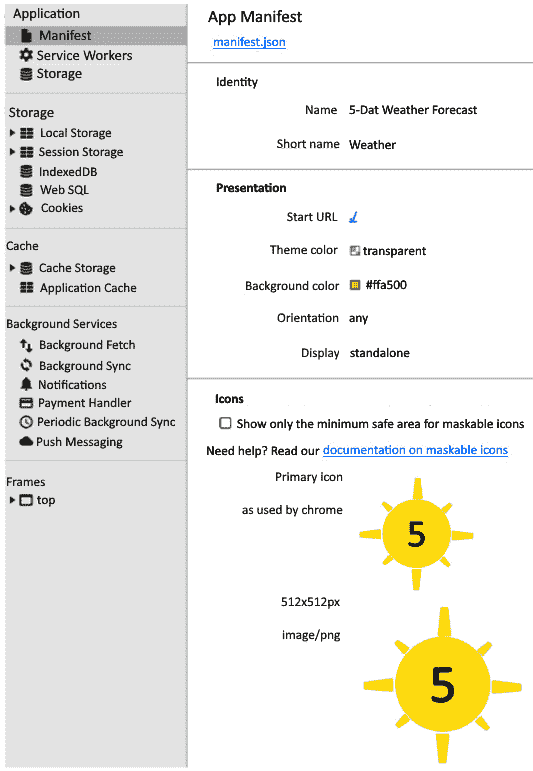 Application
Manifest
Service Workers
Storage
Storage
Local Storage
Session Storage
IndexedDB
Web SQL
Cookies
Cache
Cache Storage
Application Cache
Background Services
Background Fetch
Background Sync
Notifications
Payment Handler
Periodic Background Sync
Push Messaging
Frames
top
App Manifest
manifest.json
Identity
Name 5-Dat Weather Forecast
Short name Weather
Presentation
Start URL
Theme color transparent
Background color #ffa500
Orientation any
Display standalone
Icons
Show only the minimum safe area for maskable icons
Need help? Read our documentation on maskable icons
Primary icon
as used by chrome
5
512x512px
image/png
5